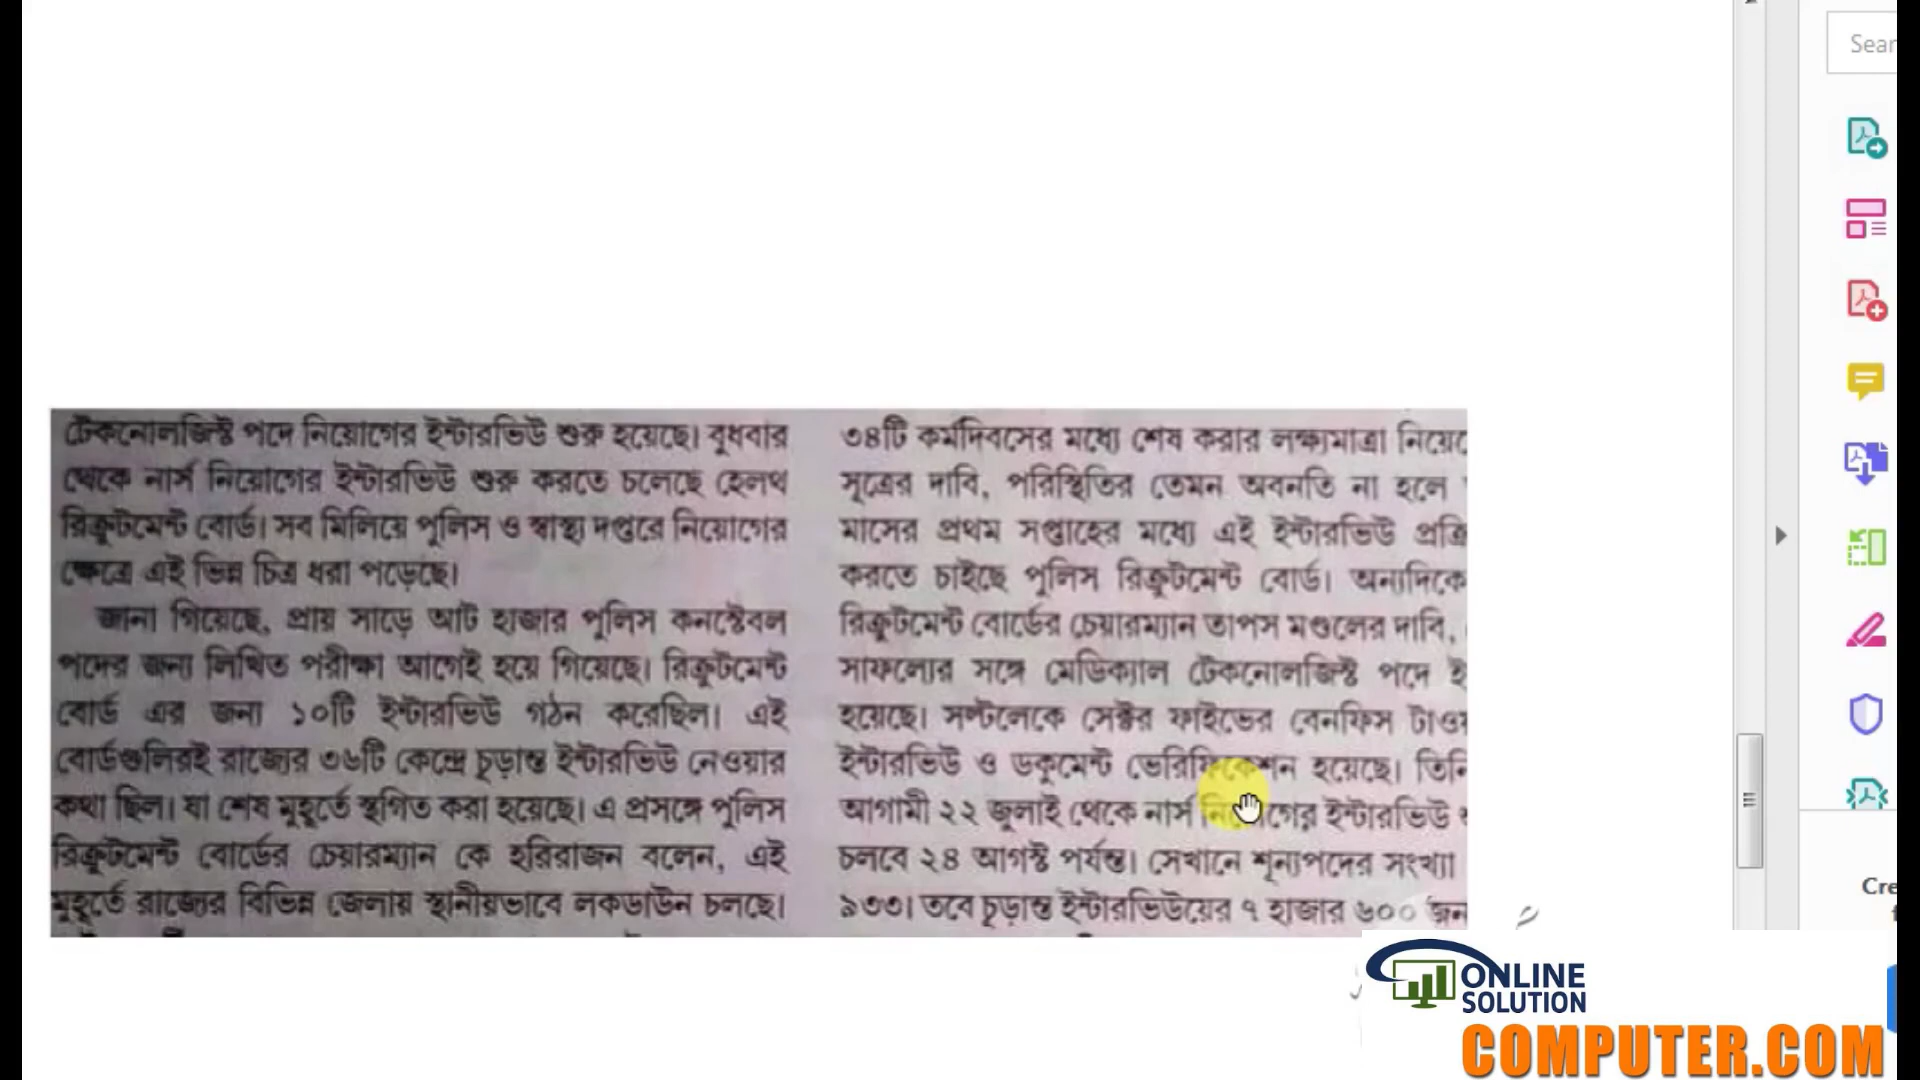 টেকনোলজিস্ট পদে নিয়োগের ইন্টারভিউ শুরু হয়েছে। বুধবার
থেকে নার্স নিয়োগের ইন্টারভিউ শুরু করতে চলেছে হেলথ
রিক্রুটমেন্ট বোর্ড। সব মিলিয়ে পুলিস ও স্বাস্থ্য দপ্তরে নিয়োগের
ক্ষেত্রে এই ভিন্ন চিত্র ধরা পড়েছে।
জানা গিয়েছে, প্রায় সাড়ে আট হাজার পুলিস কনস্টেবল
পদের জন্য লিখিত পরীক্ষা আগেই হয়ে গিয়েছে। রিক্রুটমেন্ট
বোর্ড এর জন্য ১০টি ইন্টারভিউ গঠন করেছিল। এই
বোর্ডগুলিরই রাজ্যের ৩৬টি কেন্দ্রে চূড়ান্ত ইন্টারভিউ নেওয়ার
কথা ছিল। যা শেষ মুহূর্তে স্থগিত করা হয়েছে। এ প্রসঙ্গে পুলিস
রিক্রুটমেন্ট বোর্ডের চেয়ারম্যান কে হরিরাজন বলেন, এই
মুহূর্তে রাজ্যের বিভিন্ন জেলায় স্থানীয়ভাবে লকডাউন চলছে।
৩৪টি কর্মদিবসের মধ্যে শেষ করার লক্ষ্যমাত্রা নিয়ে
সূত্রের দাবি, পরিস্থিতির তেমন অবনতি না হলে
মাসের প্রথম সপ্তাহের মধ্যে এই ইন্টারভিউ প্রক্রি
করতে চাইছে পুলিস রিক্রুটমেন্ট বোর্ড। অন্যদিকে
রিক্রুটমেন্ট বোর্ডের চেয়ারম্যান তাপস মণ্ডলের দাবি,
সাফল্যের সঙ্গে মেডিক্যাল টেকনোলজিস্ট পদে ই
হয়েছে। সল্টলেকে সেক্টর ফাইভের বেনফিস টাও
ইন্টারভিউ ও ডকুমেন্ট ভেরিফিকেশন হয়েছে। তিনি
আগামী ২২ জুলাই থেকে নার্স নিয়োগের ইন্টারভিউ
চলবে ২৪ আগস্ট পর্যন্ত। সেখানে শূন্যপদের সংখ্যা
৯৩৩। তবে চূড়ান্ত ইন্টারভিউয়ের ৭ হাজার ৬০০ জন
Sear
Cre
ONLINE
SOLUTION
COMPUTER.COM